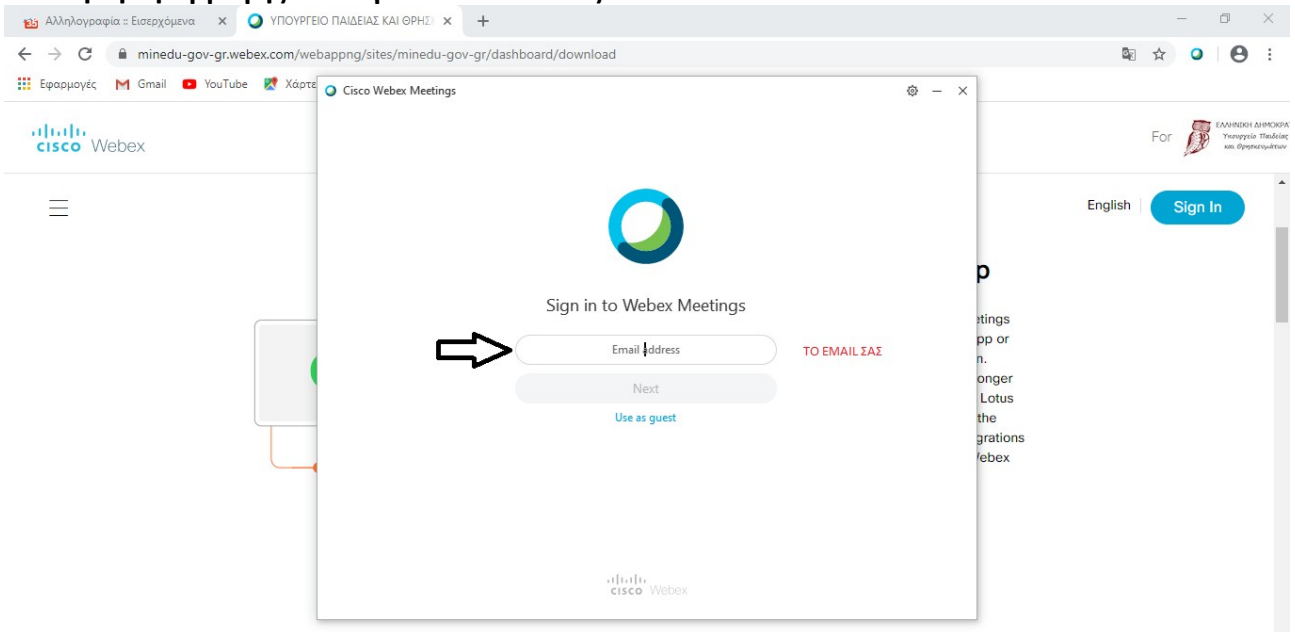 Αλληλογραφία :: Εισερχόμενα
ΥΠΟΥΡΓΕΙΟ ΠΑΙΔΕΙΑΣ ΚΑΙ ΘΡΗΣ
minedu-gov-gr.webex.com/webappng/sites/minedu-gov-gr/dashboard/download
Εφαρμογές Gmail YouTube Χάρτε
Cisco Webex Meetings
cisco Webex
For
ΕΛΛΗΝΙΚΗ ΔΗΜΟΚΡΑ
Υπουργείο Παιδείας
και Θρησκευμάτων
English Sign In
p
Sign in to Webex Meetings
etings
Email address ΤΟ EMAIL ΣΑΣ
pp or
n.
onger
Next
Lotus
Use as guest
the
grations
ebex
cisco Webex